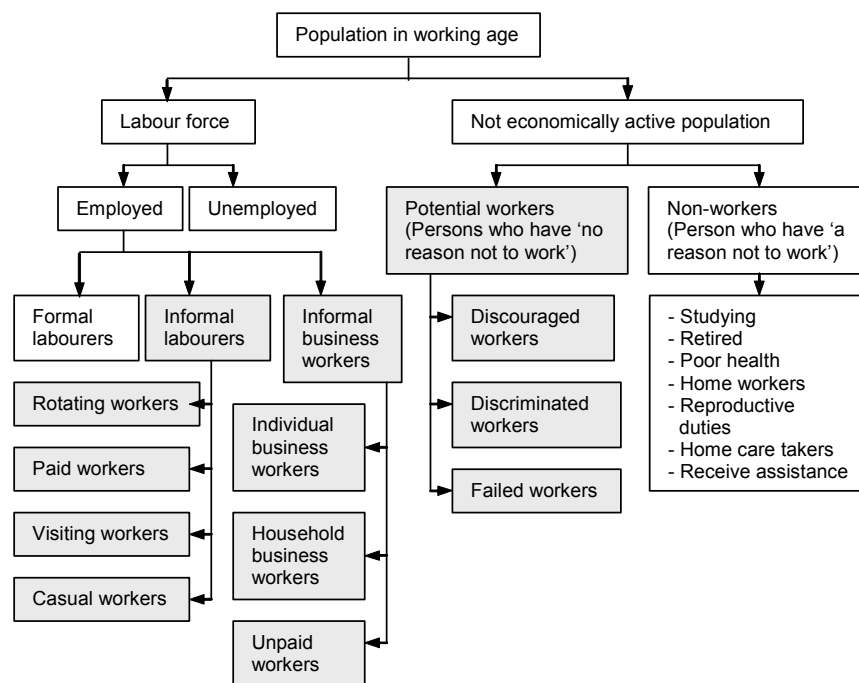 Population in working age
Labour force
Not economically active population
Employed
Unemployed
Potential workers
(Persons who have ‘no
reason not to work’)
Non-workers
(Person who have ‘a
reason not to work’)
Formal
labourers
Informal
labourers
Informal
business
workers
Rotating workers
Paid workers
Visiting workers
Casual workers
Individual
business
workers
Household
business
workers
Unpaid
workers
Discouraged
workers
Discriminated
workers
Failed workers
- Studying
- Retired
- Poor health
- Home workers
- Reproductive
duties
- Home care takers
- Receive assistance